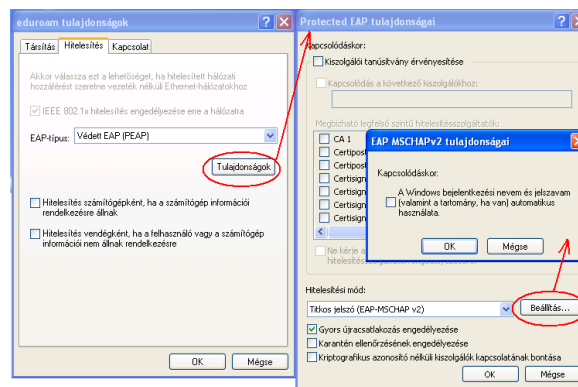 eduroam tulajdonságok
Társítás Hitelesítés Kapcsolat
Akkor válassza ezt a lehetőséget, ha hitelesített hálózati
hozzáférést szeretne vezeték nélküli Ethernet-hálózatokhoz.
IEEE 802.1x hitelesítés engedélyezése erre a hálózatra
EAP-típus: Védett EAP (PEAP)
Tulajdonságok
Hitelesítés számítógépként, ha a számítógép információi
rendelkezésre állnak
Hitelesítés vendégként, ha a felhasználó vagy a számítógép
információi nem állnak rendelkezésre
OK Mégse
Protected EAP tulajdonságai
Kapcsolódáskor:
Kiszolgálói tanúsítvány érvényesítése
Kapcsolódás a következő kiszolgálókhoz:
Megbízható legfelső szintű hitelesítésszolgáltatók:
CA 1
Certipost
Certipost
Certisign
Certisign
Certisign
Certisign
Ne kérje a
EAP MSCHAPv2 tulajdonságai
Kapcsolódáskor:
A Windows bejelentkezési nevem és jelszavam
(valamint a tartomány, ha van) automatikus
használata.
OK Mégse
Hitelesítési mód:
Titkos jelszó (EAP-MSCHAP v2)
Beállítás...
Gyors újracsatlakozás engedélyezése
Karantén ellenőrzésének engedélyezése
Kriptografikus azonosító nélküli kiszolgálók kapcsolatának bontása
OK Mégse